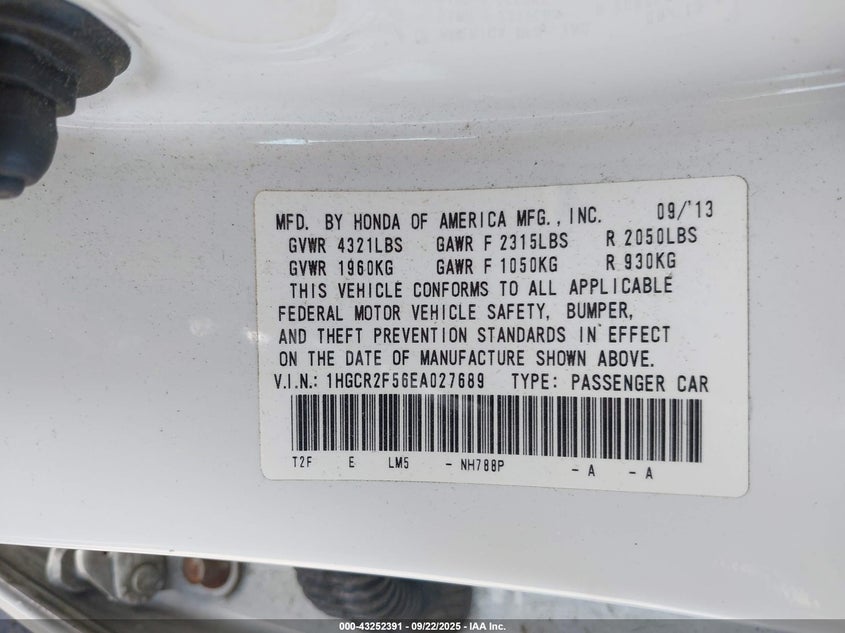 MFD. BY HONDA OF AMERICA MFG., INC. 09/'13
GVWR 4321LBS GAWR F 2315LBS R 2050LBS
GVWR 1960KG GAWR F 1050KG R 930KG
THIS VEHICLE CONFORMS TO ALL APPLICABLE
FEDERAL MOTOR VEHICLE SAFETY, BUMPER,
AND THEFT PREVENTION STANDARDS IN EFFECT
ON THE DATE OF MANUFACTURE SHOWN ABOVE.
V.I.N.: 1HGCR2F56EA027689 TYPE: PASSENGER CAR
T2F E LM5 - NH788P - A - A
000-43252391 - 09/22/2025 - IAA Inc.